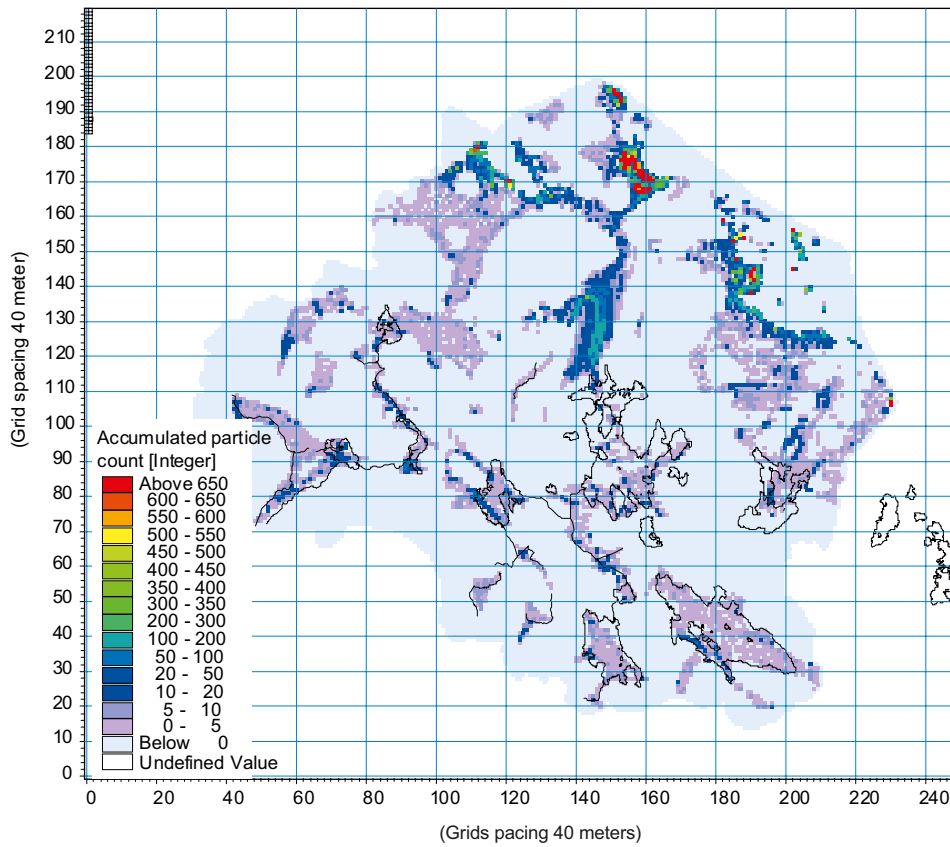 210
200
190
180
170
160
150
140
130
120
110
100
90
80
70
60
50
40
30
20
10
0
(Grid spacing 40 meter)
Accumulated particle
count [Integer]
Above 650
600 - 650
550 - 600
500 - 550
450 - 500
400 - 450
350 - 400
300 - 350
200 - 300
100 - 200
50 - 100
20 - 50
10 - 20
5 - 10
0 - 5
Below 0
Undefined Value
0 20 40 60 80 100 120 140 160 180 200 220 240
(Grids pacing 40 meters)